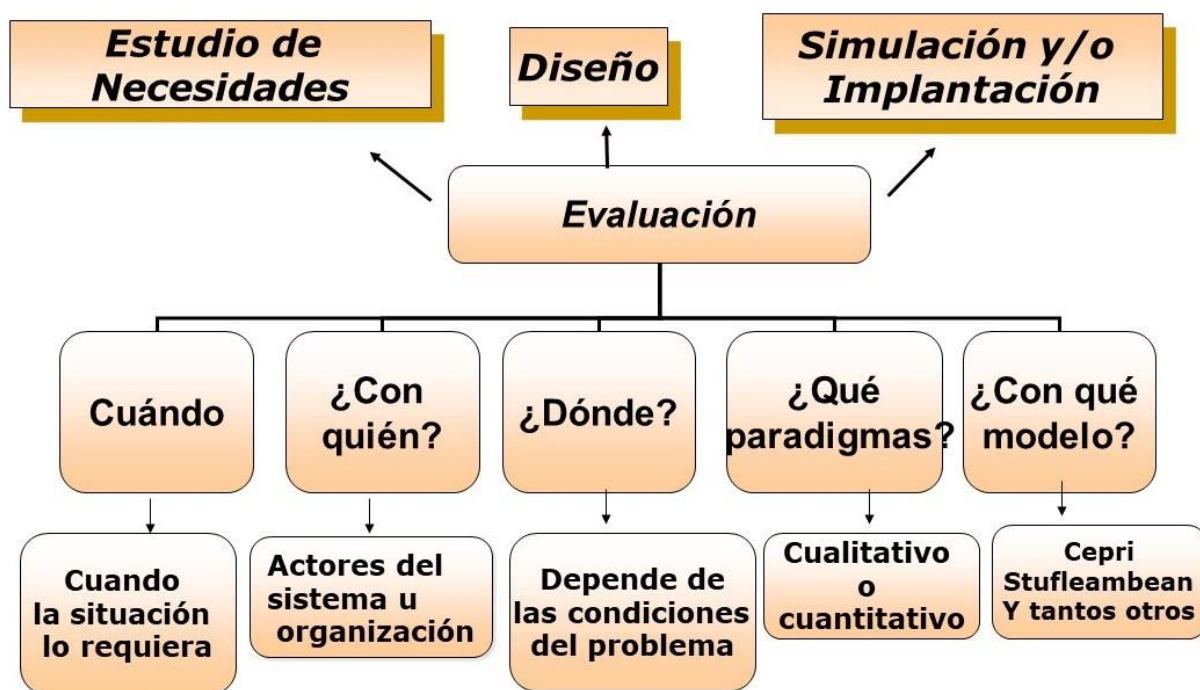 Estudio de
Necesidades
Diseño
Simulación y/o
Implantación
Evaluación
Cuándo
¿Con
quién?
¿Dónde?
¿Qué
paradigmas?
¿Con qué
modelo?
Cuando
la situación
lo requiera
Actores del
sistema u
organización
Depende de
las condiciones
del problema
Cualitativo
o
cuantitativo
Cepri
Stufleambean
Y tantos otros